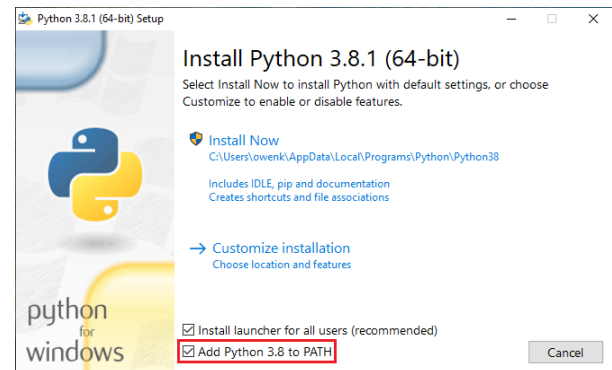 Python 3.8.1 (64-bit) Setup
Install Python 3.8.1 (64-bit)
Select Install Now to install Python with default settings, or choose
Customize to enable or disable features.
Install Now
C:\Users\owenk\AppData\Local\Programs\Python\Python38
Includes IDLE, pip and documentation
Creates shortcuts and file associations
Customize installation
Choose location and features
python
for
windows
Install launcher for all users (recommended)
Add Python 3.8 to PATH
Cancel